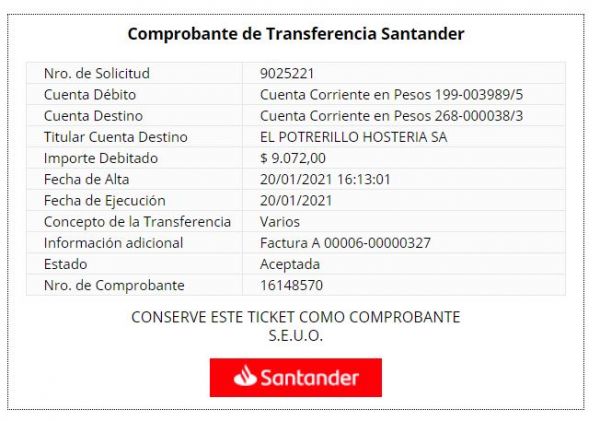 Comprobante de Transferencia Santander
Nro. de Solicitud 9025221
Cuenta Débito Cuenta Corriente en Pesos 199-003989/5
Cuenta Destino Cuenta Corriente en Pesos 268-000038/3
Titular Cuenta Destino EL POTRERILLO HOSTERIA SA
Importe Debitado $ 9.072,00
Fecha de Alta 20/01/2021 16:13:01
Fecha de Ejecución 20/01/2021
Concepto de la Transferencia Varios
Información adicional Factura A 00006-00000327
Estado Aceptada
Nro. de Comprobante 16148570
CONSERVE ESTE TICKET COMO COMPROBANTE
S.E.U.O.
Santander